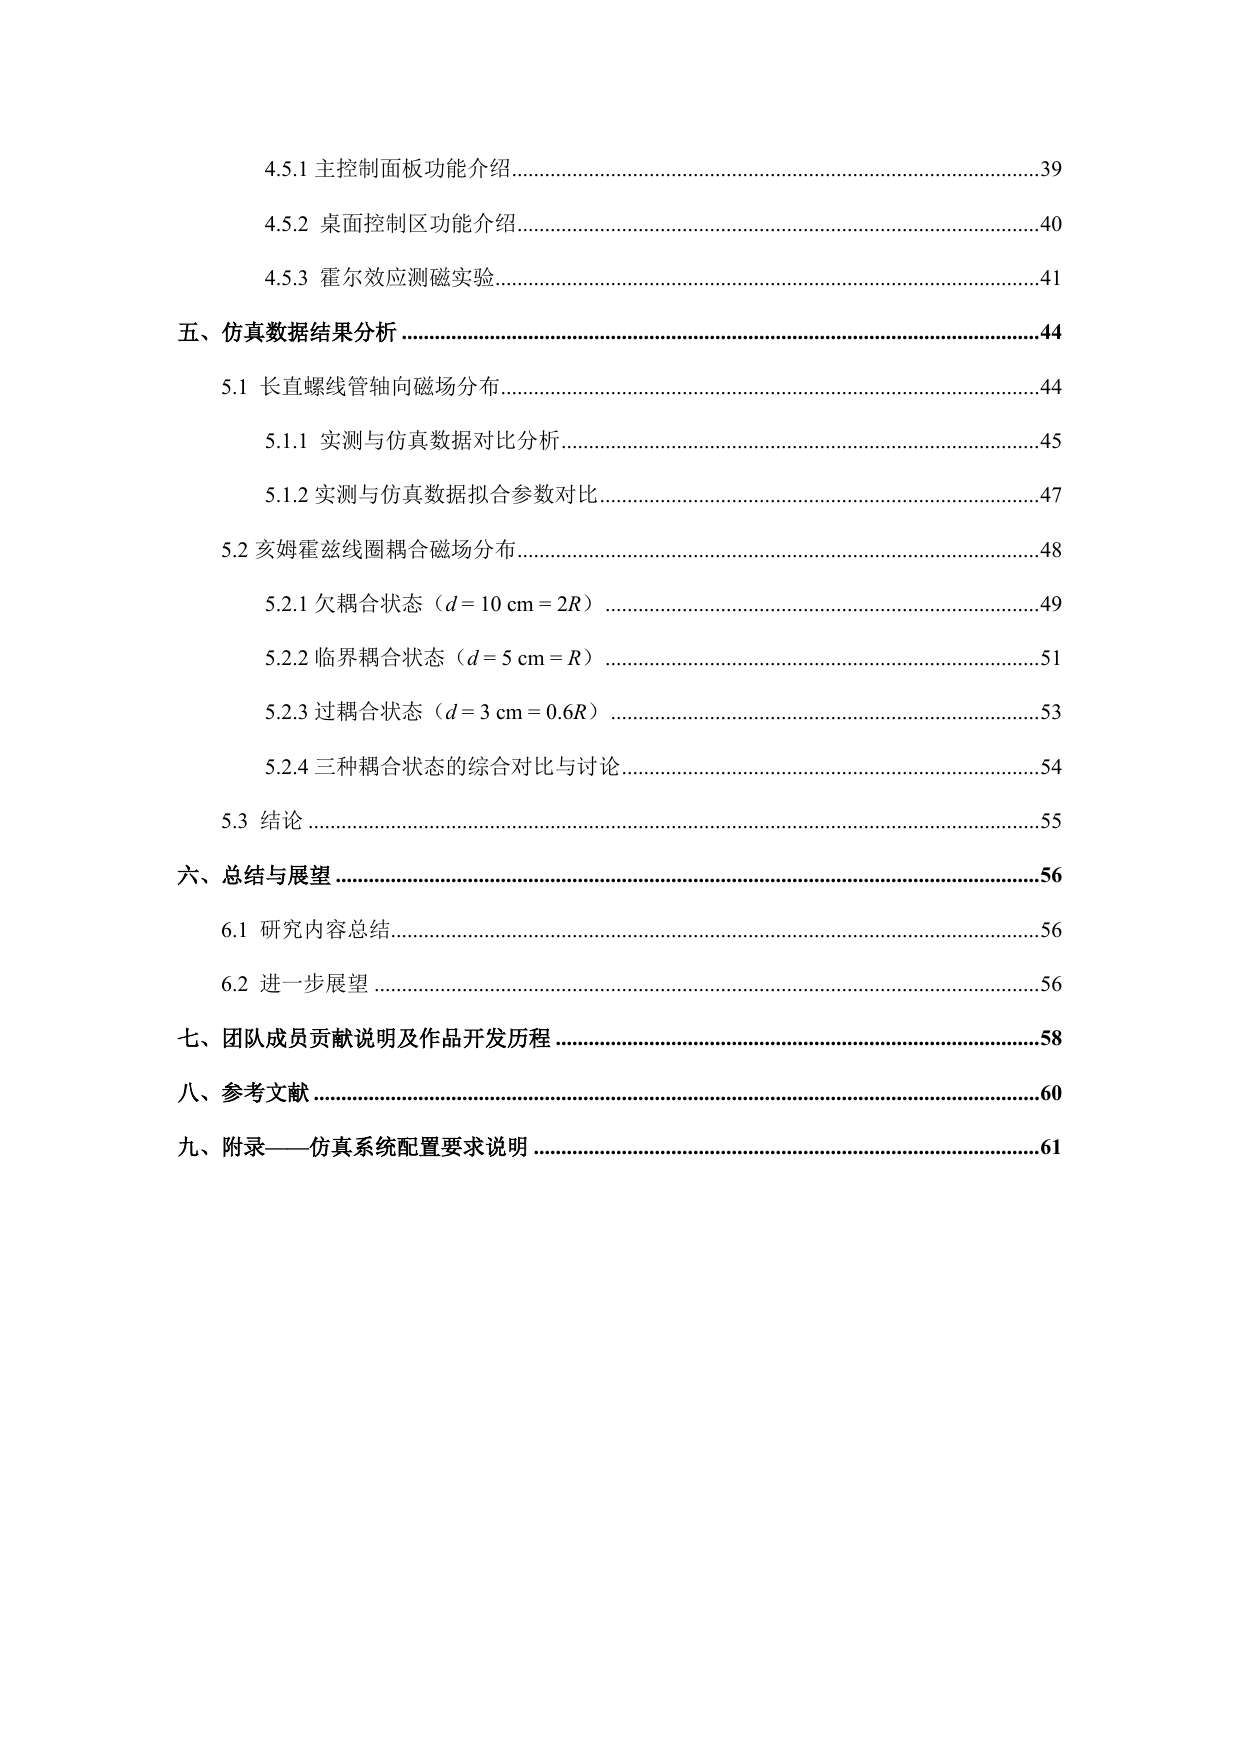 4.5.1 主控制面板功能介绍................................................................................................39
4.5.2 桌面控制区功能介绍...............................................................................................40
4.5.3 霍尔效应测磁实验...................................................................................................41
五、仿真数据结果分析 ....................................................................................................................44
5.1 长直螺线管轴向磁场分布..................................................................................................44
5.1.1 实测与仿真数据对比分析.......................................................................................45
5.1.2 实测与仿真数据拟合参数对比................................................................................47
5.2 亥姆霍兹线圈耦合磁场分布...............................................................................................48
5.2.1 欠耦合状态（d = 10 cm = 2R） ...............................................................................49
5.2.2 临界耦合状态（d = 5 cm = R） ...............................................................................51
5.2.3 过耦合状态（d = 3 cm = 0.6R） ..............................................................................53
5.2.4 三种耦合状态的综合对比与讨论............................................................................54
5.3 结论 .....................................................................................................................................55
六、总结与展望 ................................................................................................................................56
6.1 研究内容总结......................................................................................................................56
6.2 进一步展望 .........................................................................................................................56
七、团队成员贡献说明及作品开发历程 ........................................................................................58
八、参考文献 ....................................................................................................................................60
九、附录——仿真系统配置要求说明 ............................................................................................61